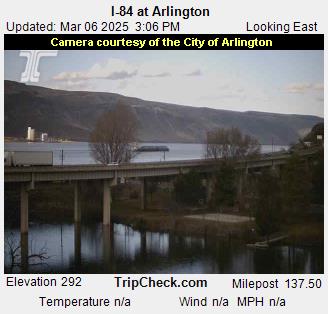 I-84 at Arlington
Updated: Mar 06 2025 3:06 PM Looking East
Camera courtesy of the City of Arlington
Elevation 292 TripCheck.com Milepost 137.50
Temperature n/a Wind n/a MPH n/a